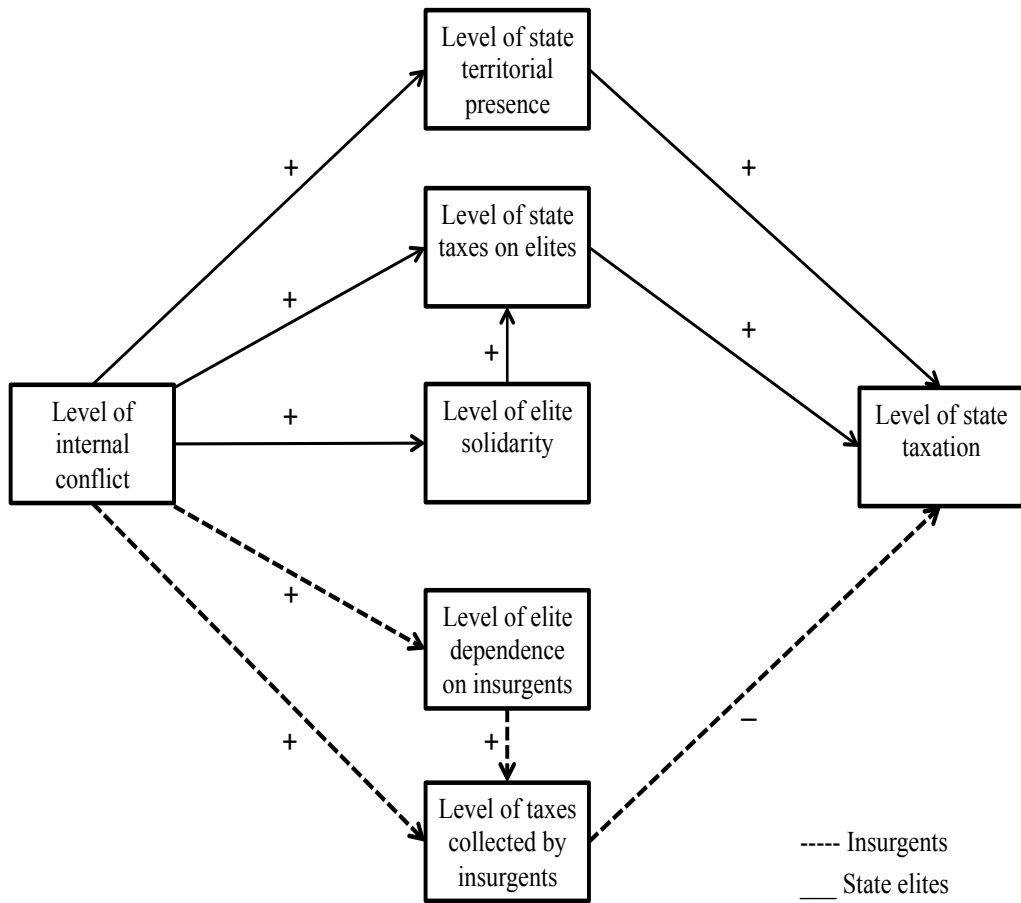 Level of state
territorial
presence
+
+
Level of state
taxes on elites
+
+
+
Level of
internal
conflict
+
Level of elite
solidarity
Level of state
taxation
+
Level of elite
dependence
on insurgents
–
+
+
Level of taxes
collected by
insurgents
----- Insurgents
___ State elites